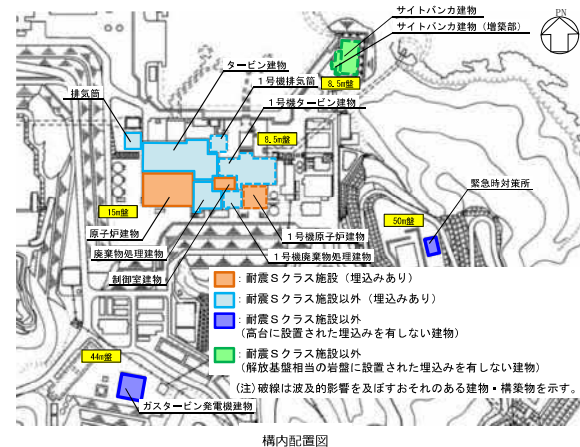 PN
サイトバンカ建物
サイトバンカ建物（増築部）
タービン建物
1号機排気筒
排気筒
8.5m盤
1号機タービン建物
8.5m盤
緊急時対策所
50m盤
15m盤
原子炉建物
1号機原子炉建物
廃棄物処理建物
1号機廃棄物処理建物
制御室建物
：耐震Ｓクラス施設（埋込みあり）
：耐震Ｓクラス施設以外（埋込みあり）
：耐震Ｓクラス施設以外
（高台に設置された埋込みを有しない建物）
：耐震Ｓクラス施設以外
（解放基盤相当の岩盤に設置された埋込みを有しない建物）
（注）破線は波及的影響を及ぼすおそれのある建物・構築物を示す。
44m盤
ガスタービン発電機建物
構内配置図